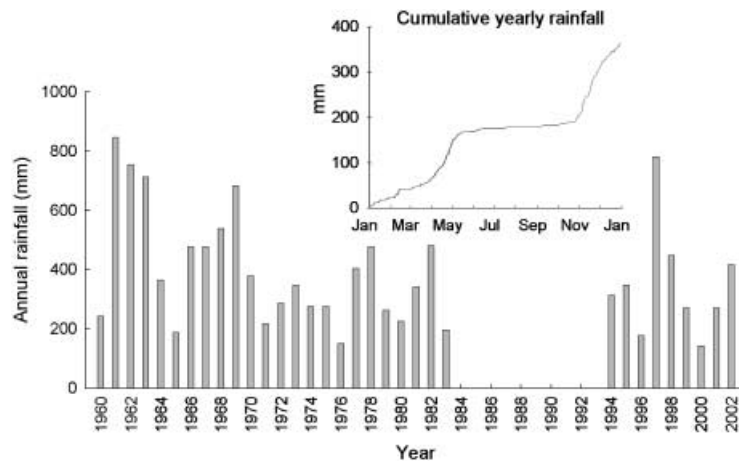 Cumulative yearly rainfall
400
300
200
100
0
mm
Jan Mar May Jul Sep Nov Jan
1000
800
600
400
200
0
Annual rainfall (mm)
1960 1962 1964 1966 1968 1970 1972 1974 1976 1978 1980 1982 1984 1986 1988 1990 1992 1994 1996 1998 2000 2002
Year